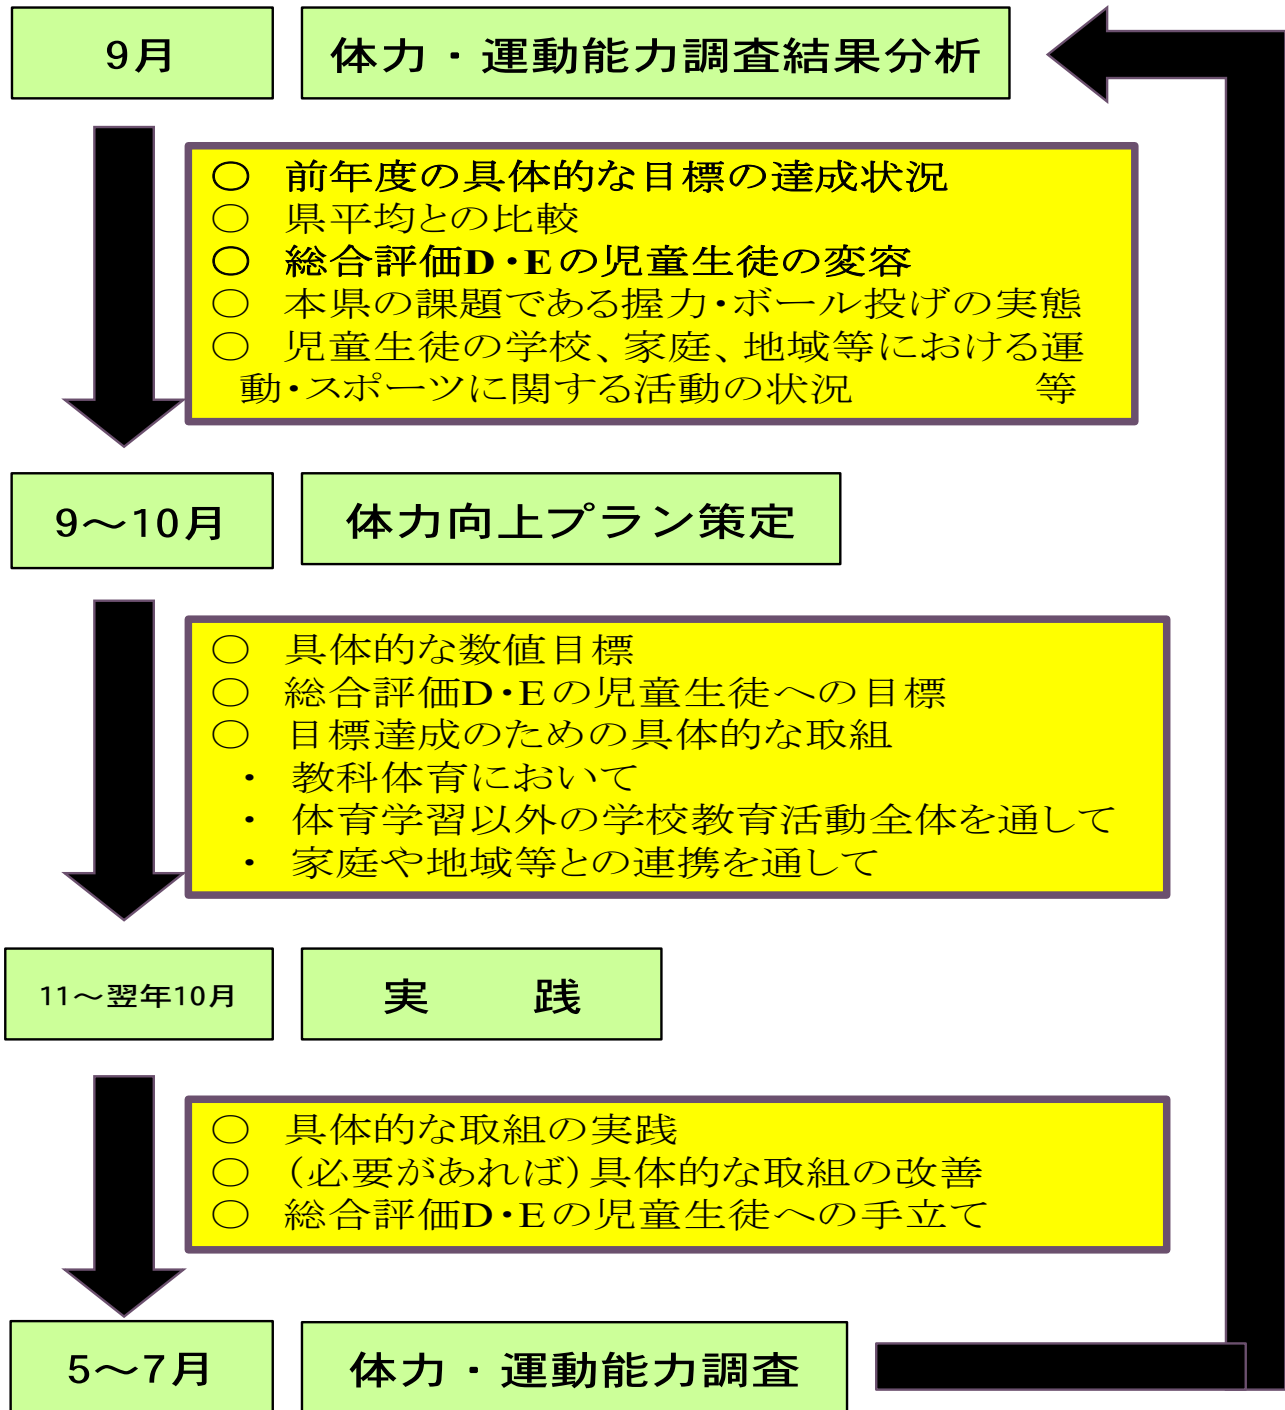 9月
体力・運動能力調査結果分析
○　前年度の具体的な目標の達成状況
○　県平均との比較
○　総合評価D・Eの児童生徒の変容
○　本県の課題である握力・ボール投げの実態
○　児童生徒の学校、家庭、地域等における運
動・スポーツに関する活動の状況　　　　等
9～10月
体力向上プラン策定
○　具体的な数値目標
○　総合評価D・Eの児童生徒への目標
○　目標達成のための具体的な取組
・　教科体育において
・　体育学習以外の学校教育活動全体を通して
・　家庭や地域等との連携を通して
11～翌年10月
実　　践
○　具体的な取組の実践
○　（必要があれば）具体的な取組の改善
○　総合評価D・Eの児童生徒への手立て
5～7月
体力・運動能力調査